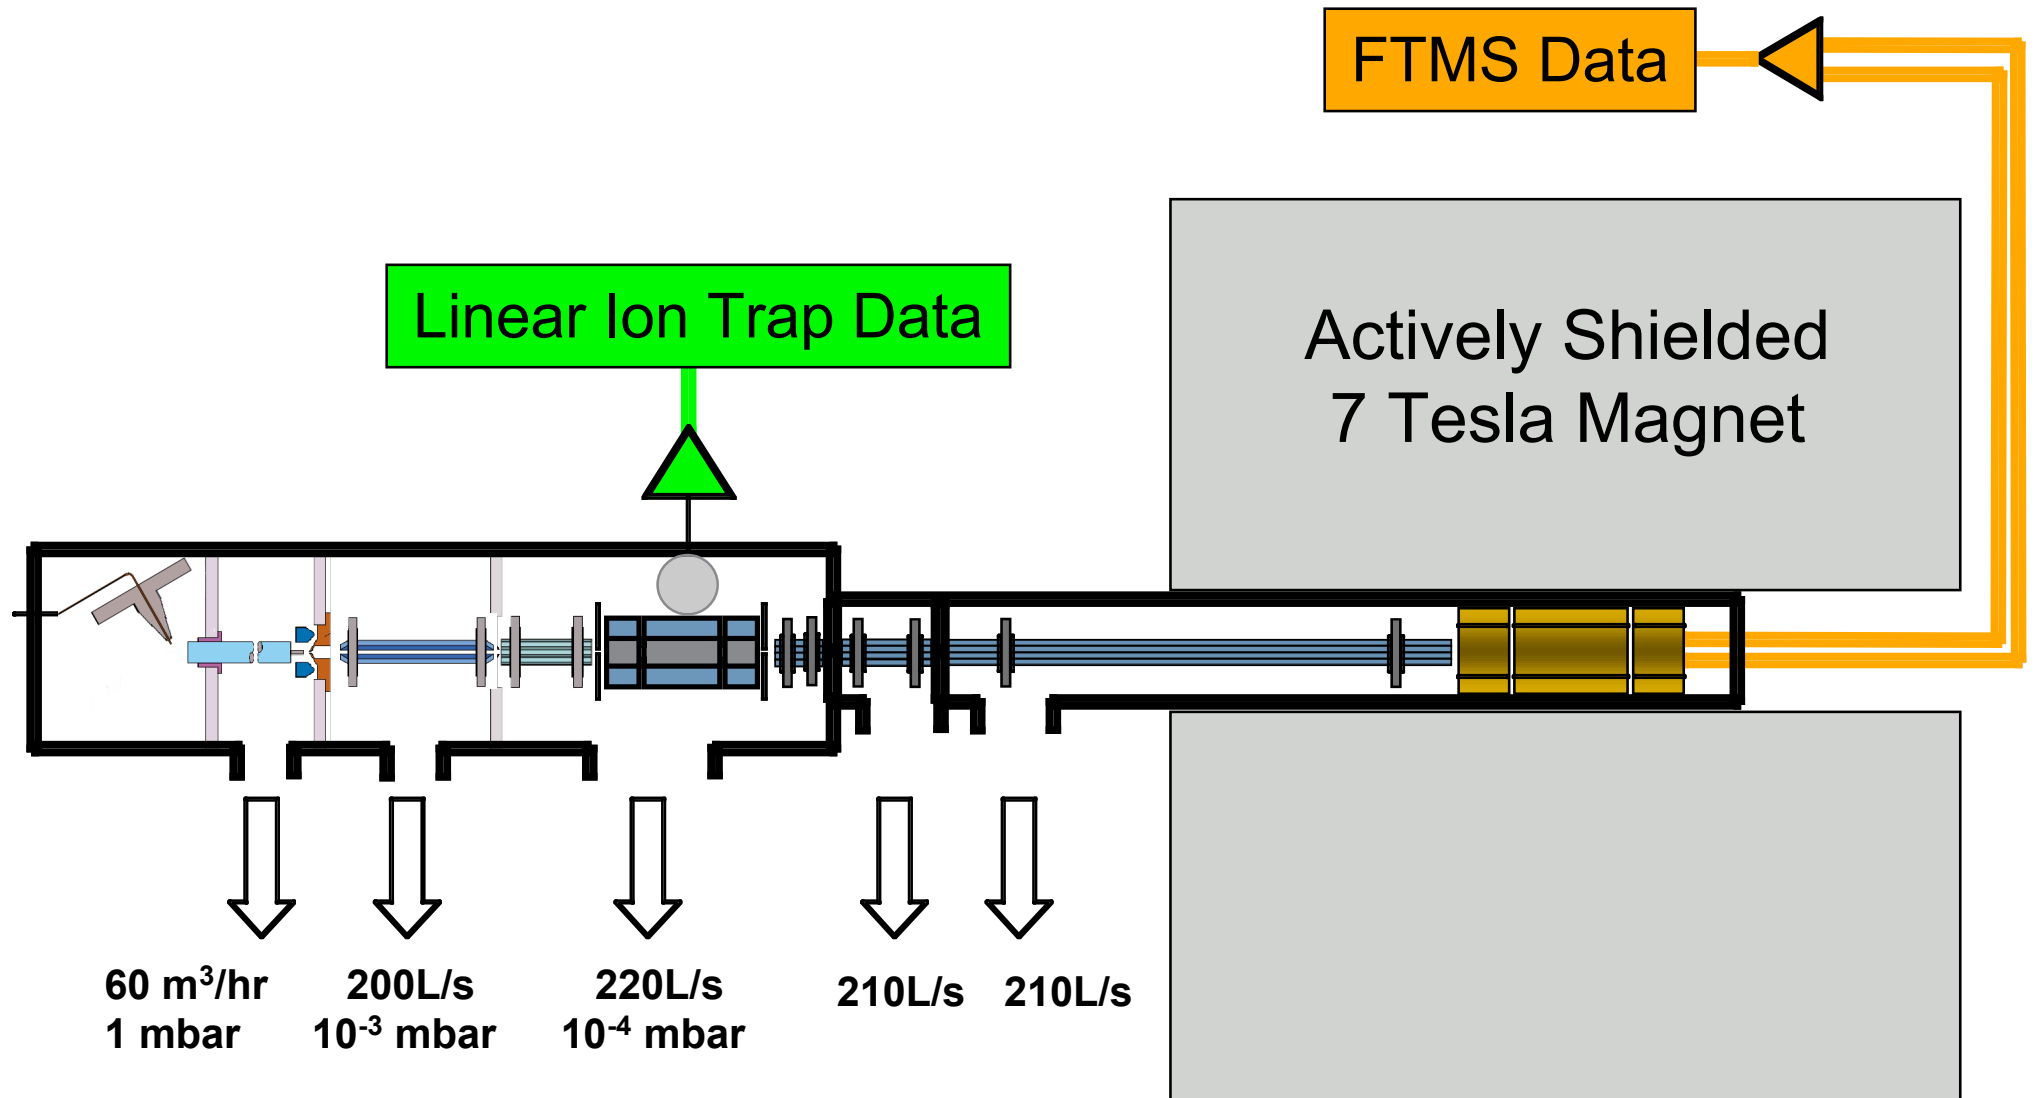 FTMS Data
Linear Ion Trap Data
Actively Shielded
7 Tesla Magnet
60 m³/hr
1 mbar
200L/s
10⁻³ mbar
220L/s
10⁻⁴ mbar
210L/s
210L/s